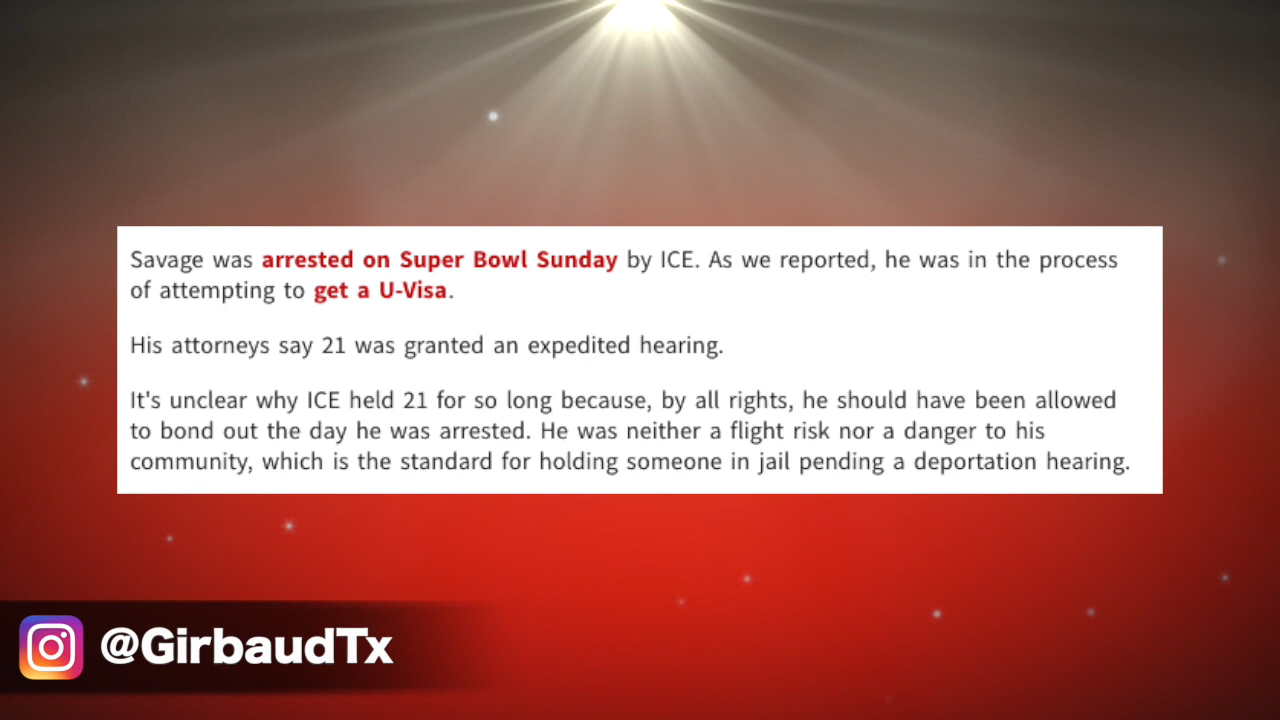 Savage was arrested on Super Bowl Sunday by ICE. As we reported, he was in the process
of attempting to get a U-Visa.
His attorneys say 21 was granted an expedited hearing.
It's unclear why ICE held 21 for so long because, by all rights, he should have been allowed
to bond out the day he was arrested. He was neither a flight risk nor a danger to his
community, which is the standard for holding someone in jail pending a deportation hearing.
@GirbaudTx